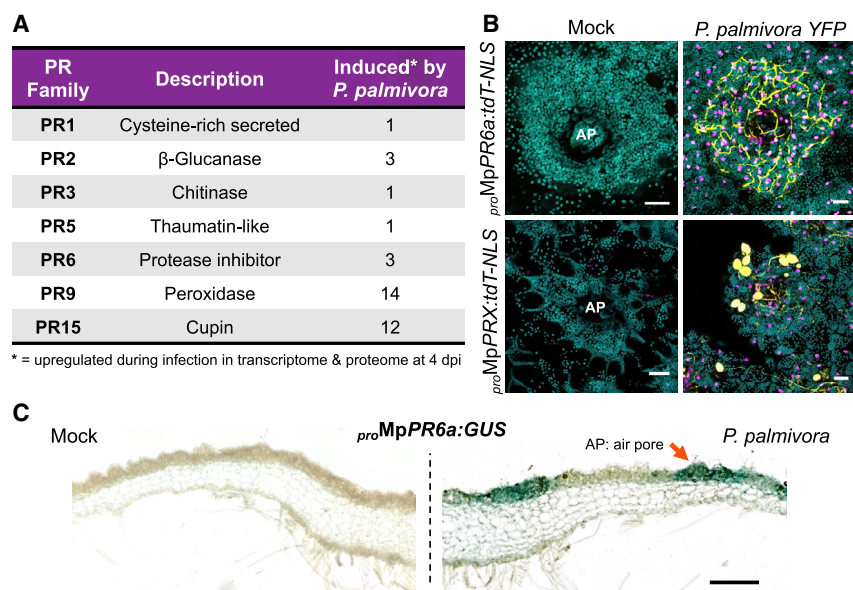 A
PR Family
Description
Induced* by P. palmivora
PR1 Cysteine-rich secreted 1
PR2 β-Glucanase 3
PR3 Chitinase 1
PR5 Thaumatin-like 1
PR6 Protease inhibitor 3
PR9 Peroxidase 14
PR15 Cupin 12
* = upregulated during infection in transcriptome & proteome at 4 dpi
B
Mock
P. palmivora YFP
proMpPR6a:tdT-NLS
AP
proMpPRX:tdT-NLS
AP
C
Mock
proMpPR6a:GUS
P. palmivora
AP: air pore